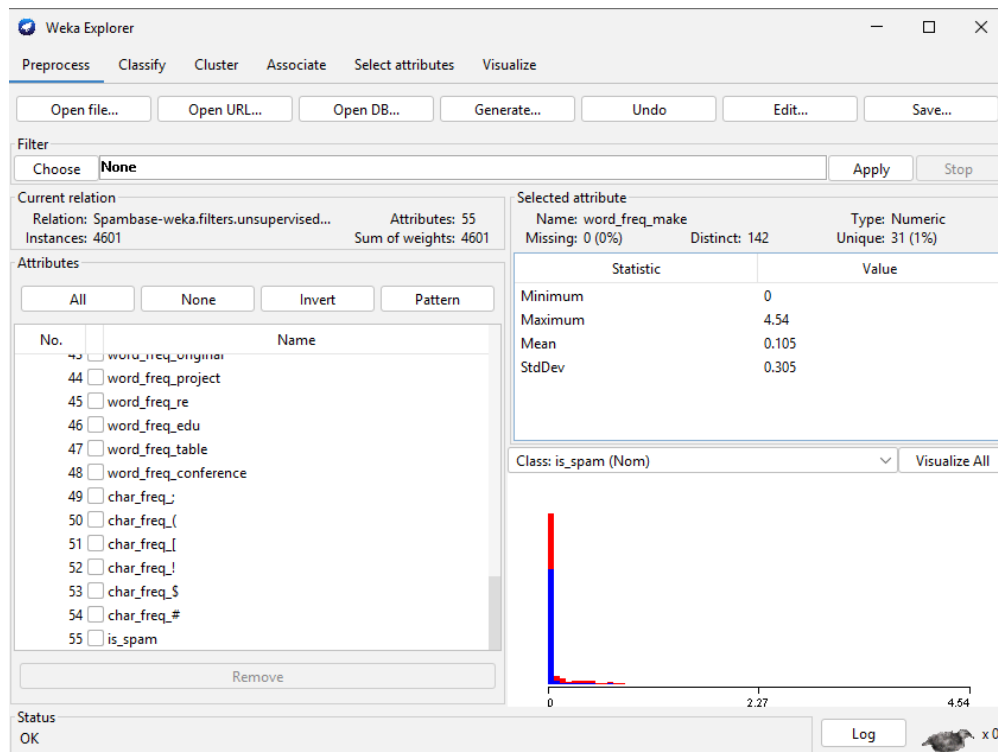 Weka Explorer
Preprocess Classify Cluster Associate Select attributes Visualize
Open file... Open URL... Open DB... Generate... Undo Edit... Save...
Filter
Choose None Apply Stop
Current relation
Relation: Spambase-weka.filters.unsupervised... Attributes: 55
Instances: 4601 Sum of weights: 4601
Attributes
All None Invert Pattern
No. Name
43 word_freq_original
44 word_freq_project
45 word_freq_re
46 word_freq_edu
47 word_freq_table
48 word_freq_conference
49 char_freq_;
50 char_freq_(
51 char_freq_[
52 char_freq_!
53 char_freq_$
54 char_freq_#
55 is_spam
Remove
Selected attribute
Name: word_freq_make Type: Numeric
Missing: 0 (0%) Distinct: 142 Unique: 31 (1%)
Statistic Value
Minimum 0
Maximum 4.54
Mean 0.105
StdDev 0.305
Class: is_spam (Nom) Visualize All
0 2.27 4.54
Status
OK
Log x 0